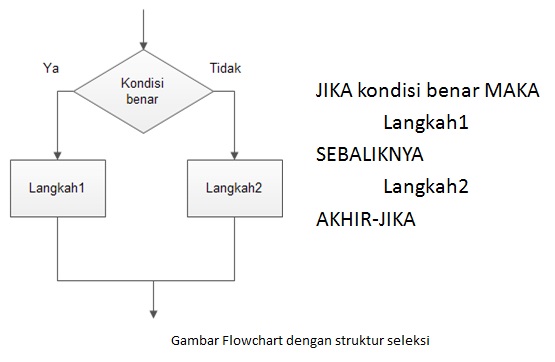 Ya
Tidak
Kondisi
benar
Langkah1
Langkah2
JIKA kondisi benar MAKA
Langkah1
SEBALIKNYA
Langkah2
AKHIR-JIKA
Gambar Flowchart dengan struktur seleksi